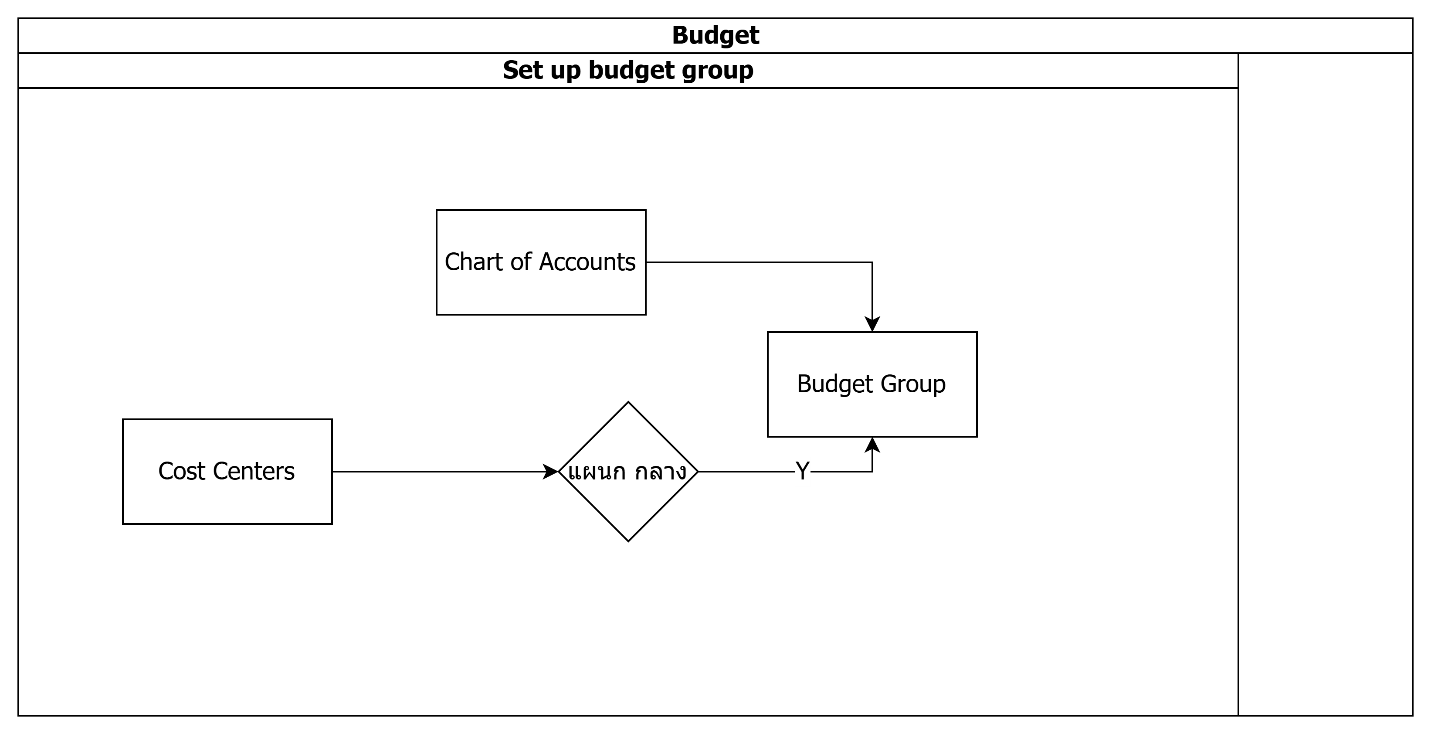 Budget
Set up budget group
Chart of Accounts
Budget Group
Cost Centers
แผนก กลาง
Y